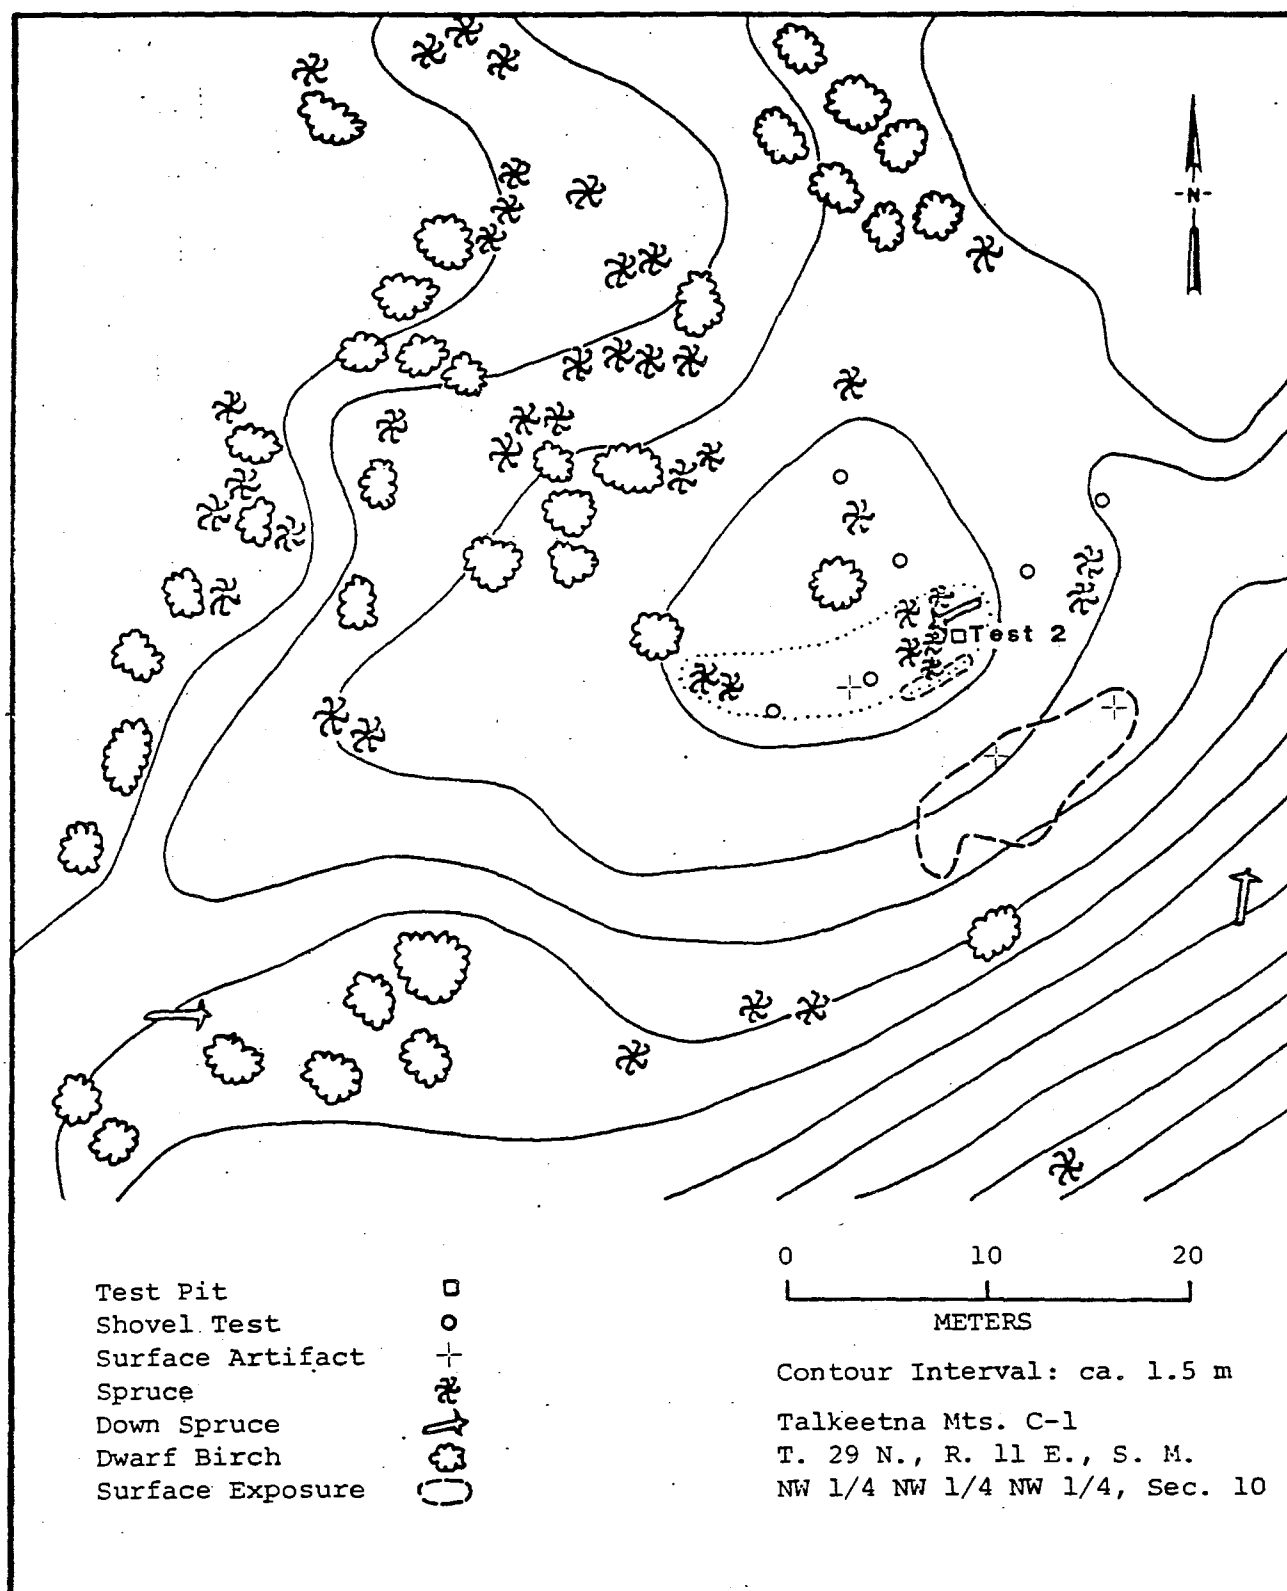 -N-
Test 2
Test Pit
Shovel Test
Surface Artifact
Spruce
Down Spruce
Dwarf Birch
Surface Exposure
0 10 20
METERS
Contour Interval: ca. 1.5 m
Talkeetna Mts. C-1
T. 29 N., R. 11 E., S. M.
NW 1/4 NW 1/4 NW 1/4, Sec. 10